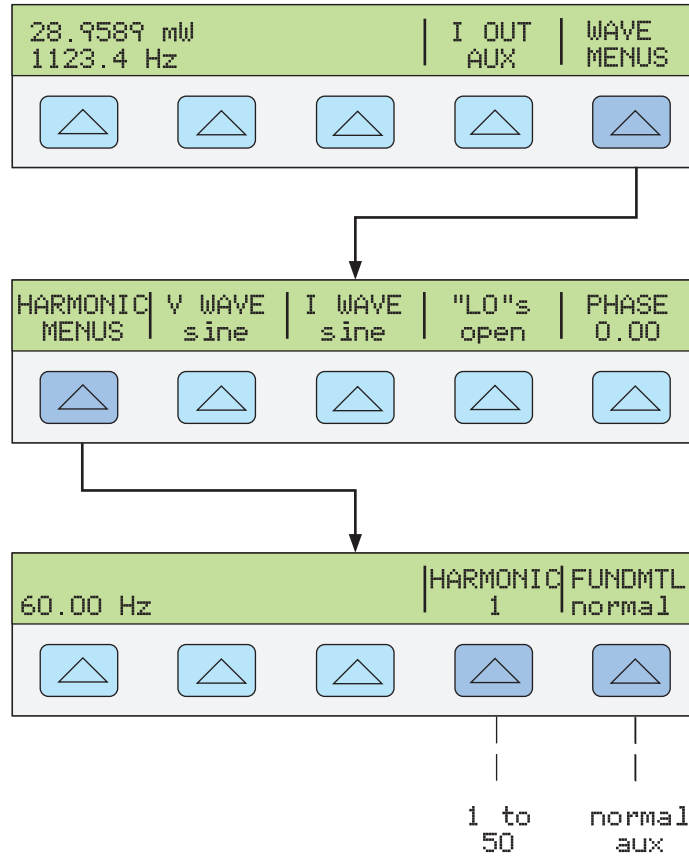 28.9589 mW
1123.4 Hz
I OUT
AUX
WAVE
MENUS
HARMONIC
MENUS
V WAVE
sine
I WAVE
sine
"LO"s
open
PHASE
0.00
60.00 Hz
HARMONIC
1
FUNDMTL
normal
1 to
50
normal
aux